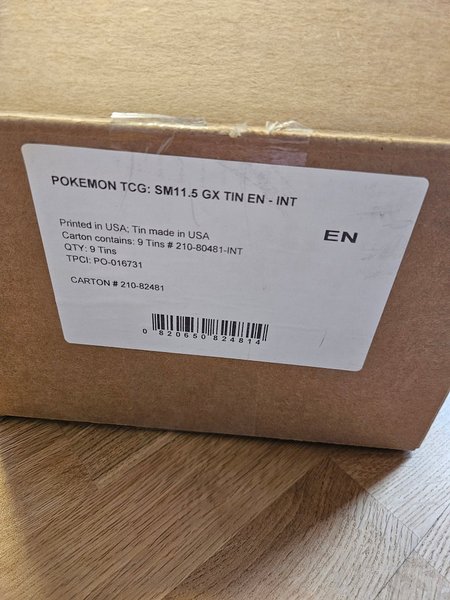 POKEMON TCG: SM11.5 GX TIN EN - INT
Printed in USA; Tin made in USA
Carton contains: 9 Tins # 210-80481-INT
QTY: 9 Tins
TPCI: PO-016731
EN
CARTON # 210-82481
0 820650 824814